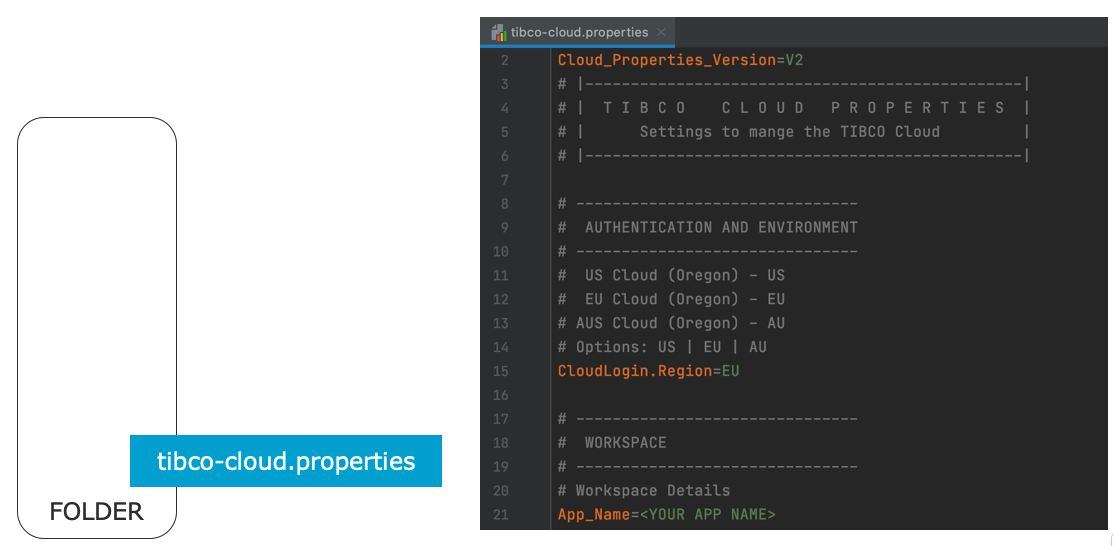 tibco-cloud.properties
FOLDER
tibco-cloud.properties
2 Cloud_Properties_Version=V2
3 # |------------------------------------------------|
4 # |  T I B C O   C L O U D  P R O P E R T I E S  |
5 # |      Settings to mange the TIBCO Cloud         |
6 # |------------------------------------------------|
7
8 # -------------------------------
9 #  AUTHENTICATION AND ENVIRONMENT
10 # -------------------------------
11 #  US Cloud (Oregon) - US
12 #  EU Cloud (Oregon) - EU
13 # AUS Cloud (Oregon) - AU
14 # Options: US | EU | AU
15 CloudLogin.Region=EU
16
17 # -------------------------------
18 #  WORKSPACE
19 # -------------------------------
20 # Workspace Details
21 App_Name=<YOUR APP NAME>